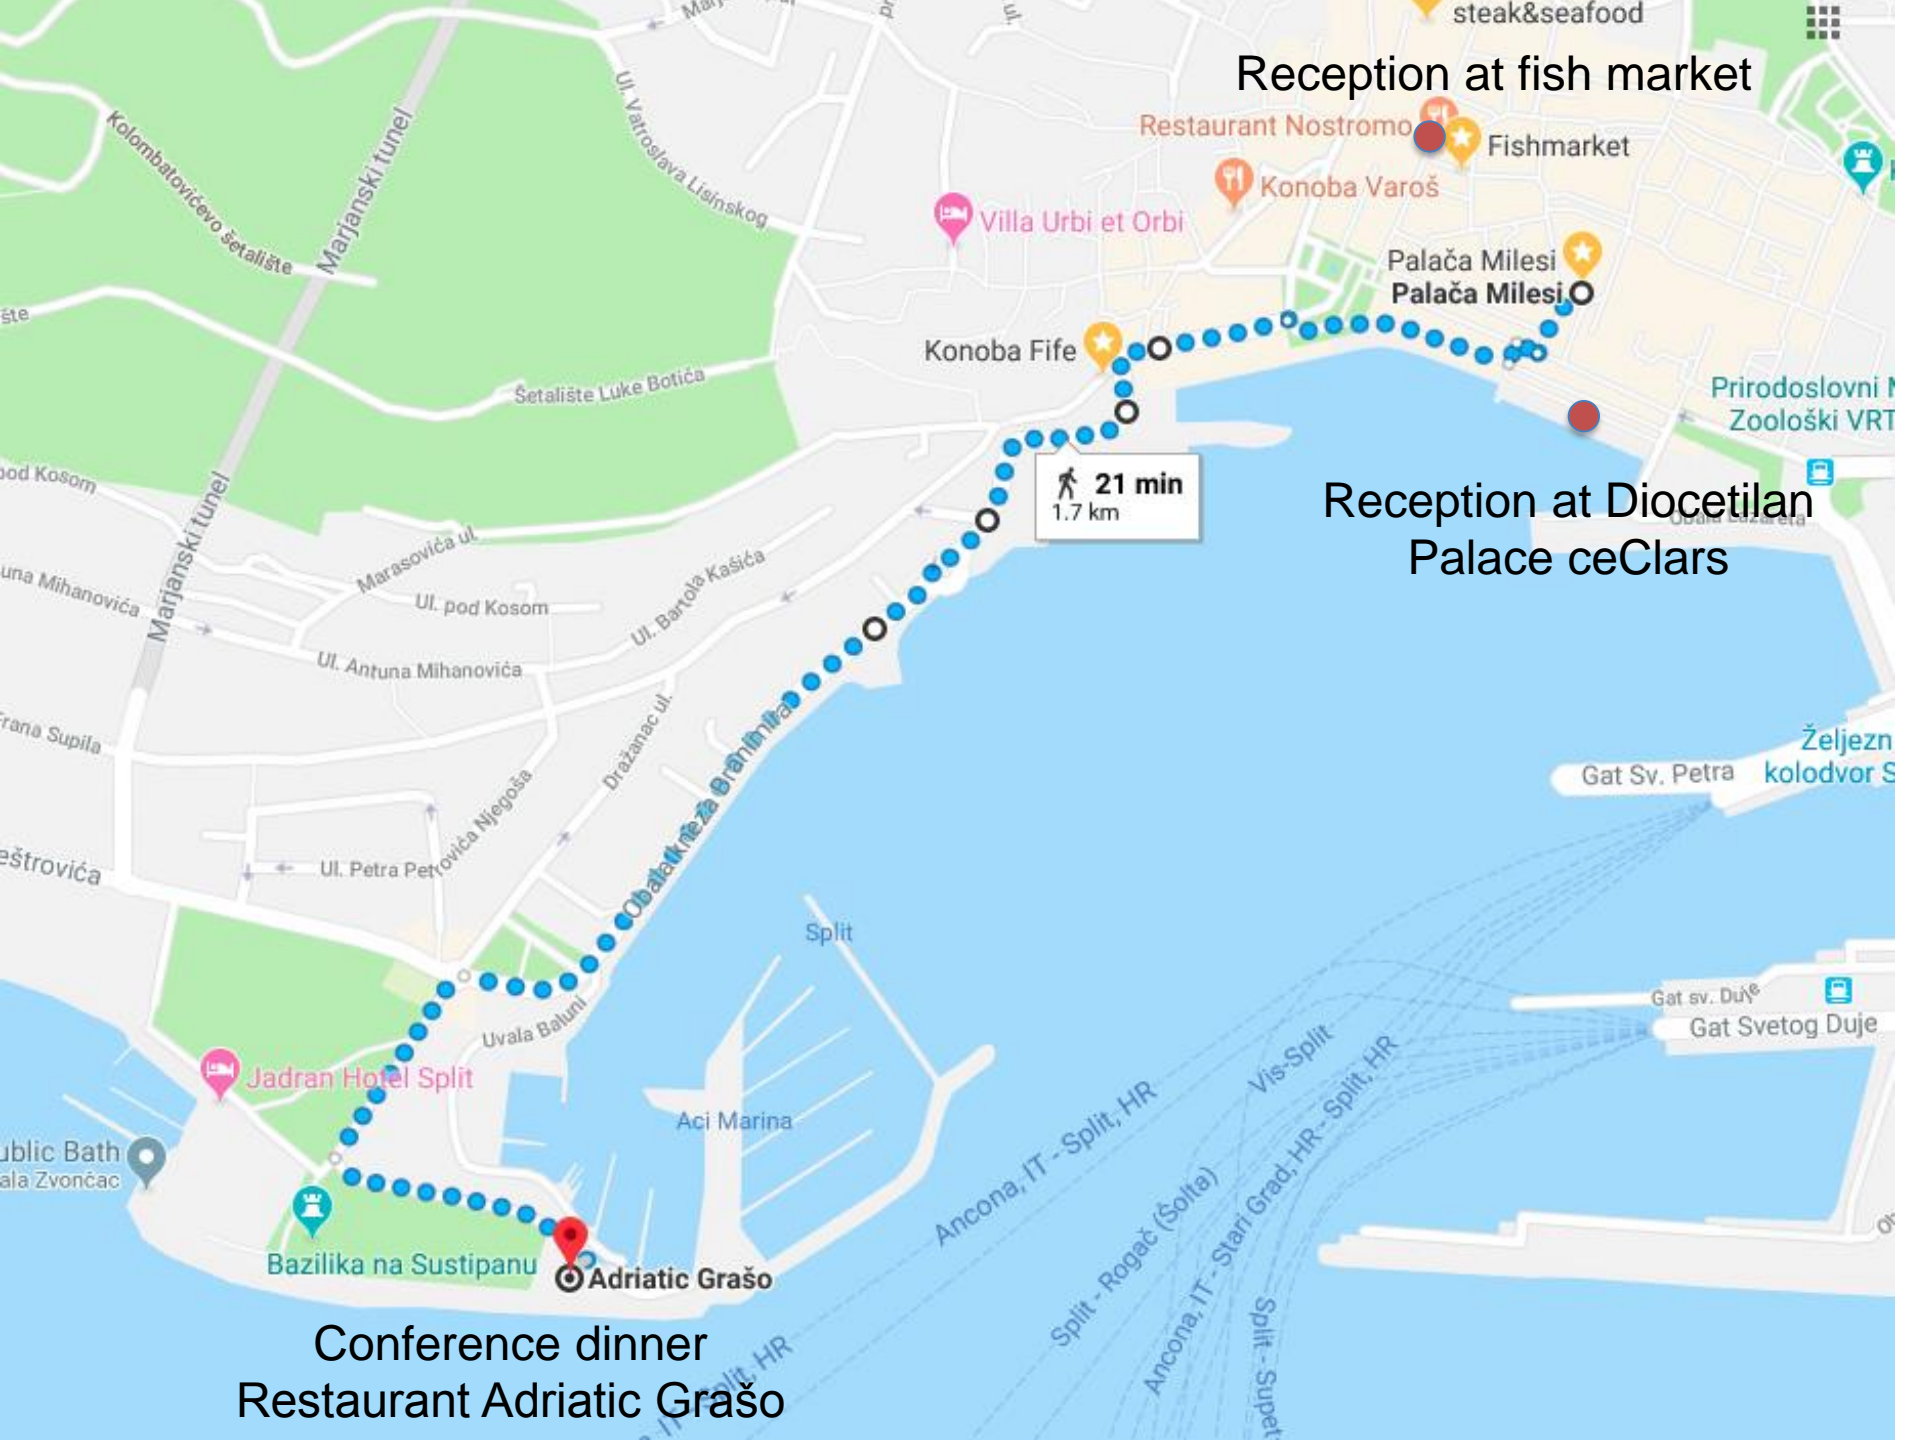 steak&seafood
Reception at fish market
Restaurant Nostromo
Fishmarket
Konoba Varoš
Villa Urbi et Orbi
Palača Milesi
Palača Milesi
Konoba Fife
21 min
1.7 km
Prirodoslovni
Zoološki VRT
Reception at Diocetilan
Palace ceClars
Obala Lazareta
Ul. Vatroslava Lisinskog
Kolombatovićevo šetalište
Marjanski tunel
Šetalište Luke Botića
pod Kosom
Marjanski tunel
Marasovića ul.
Ul. pod Kosom
Ul. Bartola Kašića
una Mihanovića
Ul. Antuna Mihanovića
Frana Supila
Dražanac ul.
Obala kneza Branimira
Ul. Petra Petrovića Njegoša
eštrovića
Željezn
kolodvor S
Gat Sv. Petra
Split
Gat sv. Duje
Gat Svetog Duje
Uvala Baluni
Jadran Hotel Split
Aci Marina
ublic Bath
ala Zvončac
Bazilika na Sustipanu
Adriatic Grašo
Vis-Split
Ancona, IT - Split, HR
Split - Rogač (Šolta)
Ancona, IT - Stari Grad, HR - Split, HR
Split - Supet
Conference dinner
Restaurant Adriatic Grašo
IT - Split, HR